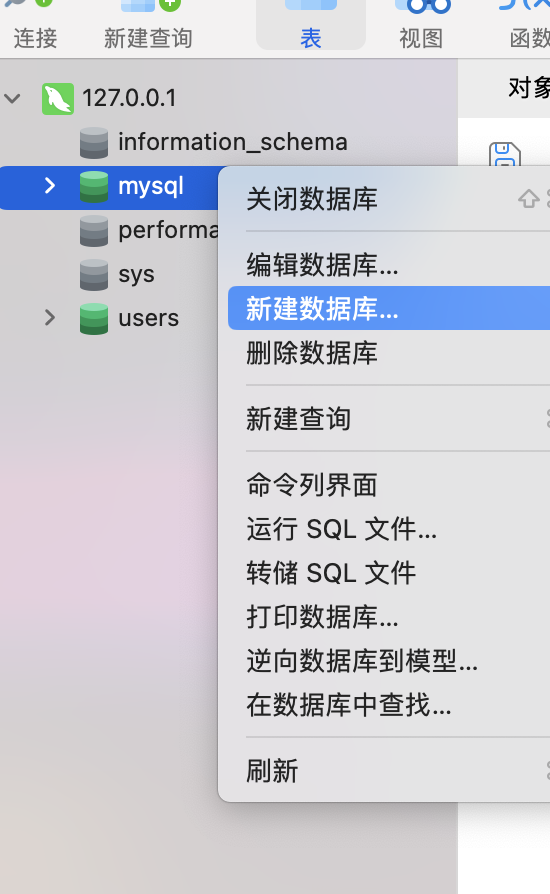 连接 新建查询 表 视图 函数
127.0.0.1
对象
information_schema
mysql
performa
sys
users
关闭数据库
编辑数据库...
新建数据库...
删除数据库
新建查询
命令列界面
运行 SQL 文件...
转储 SQL 文件
打印数据库...
逆向数据库到模型...
在数据库中查找...
刷新